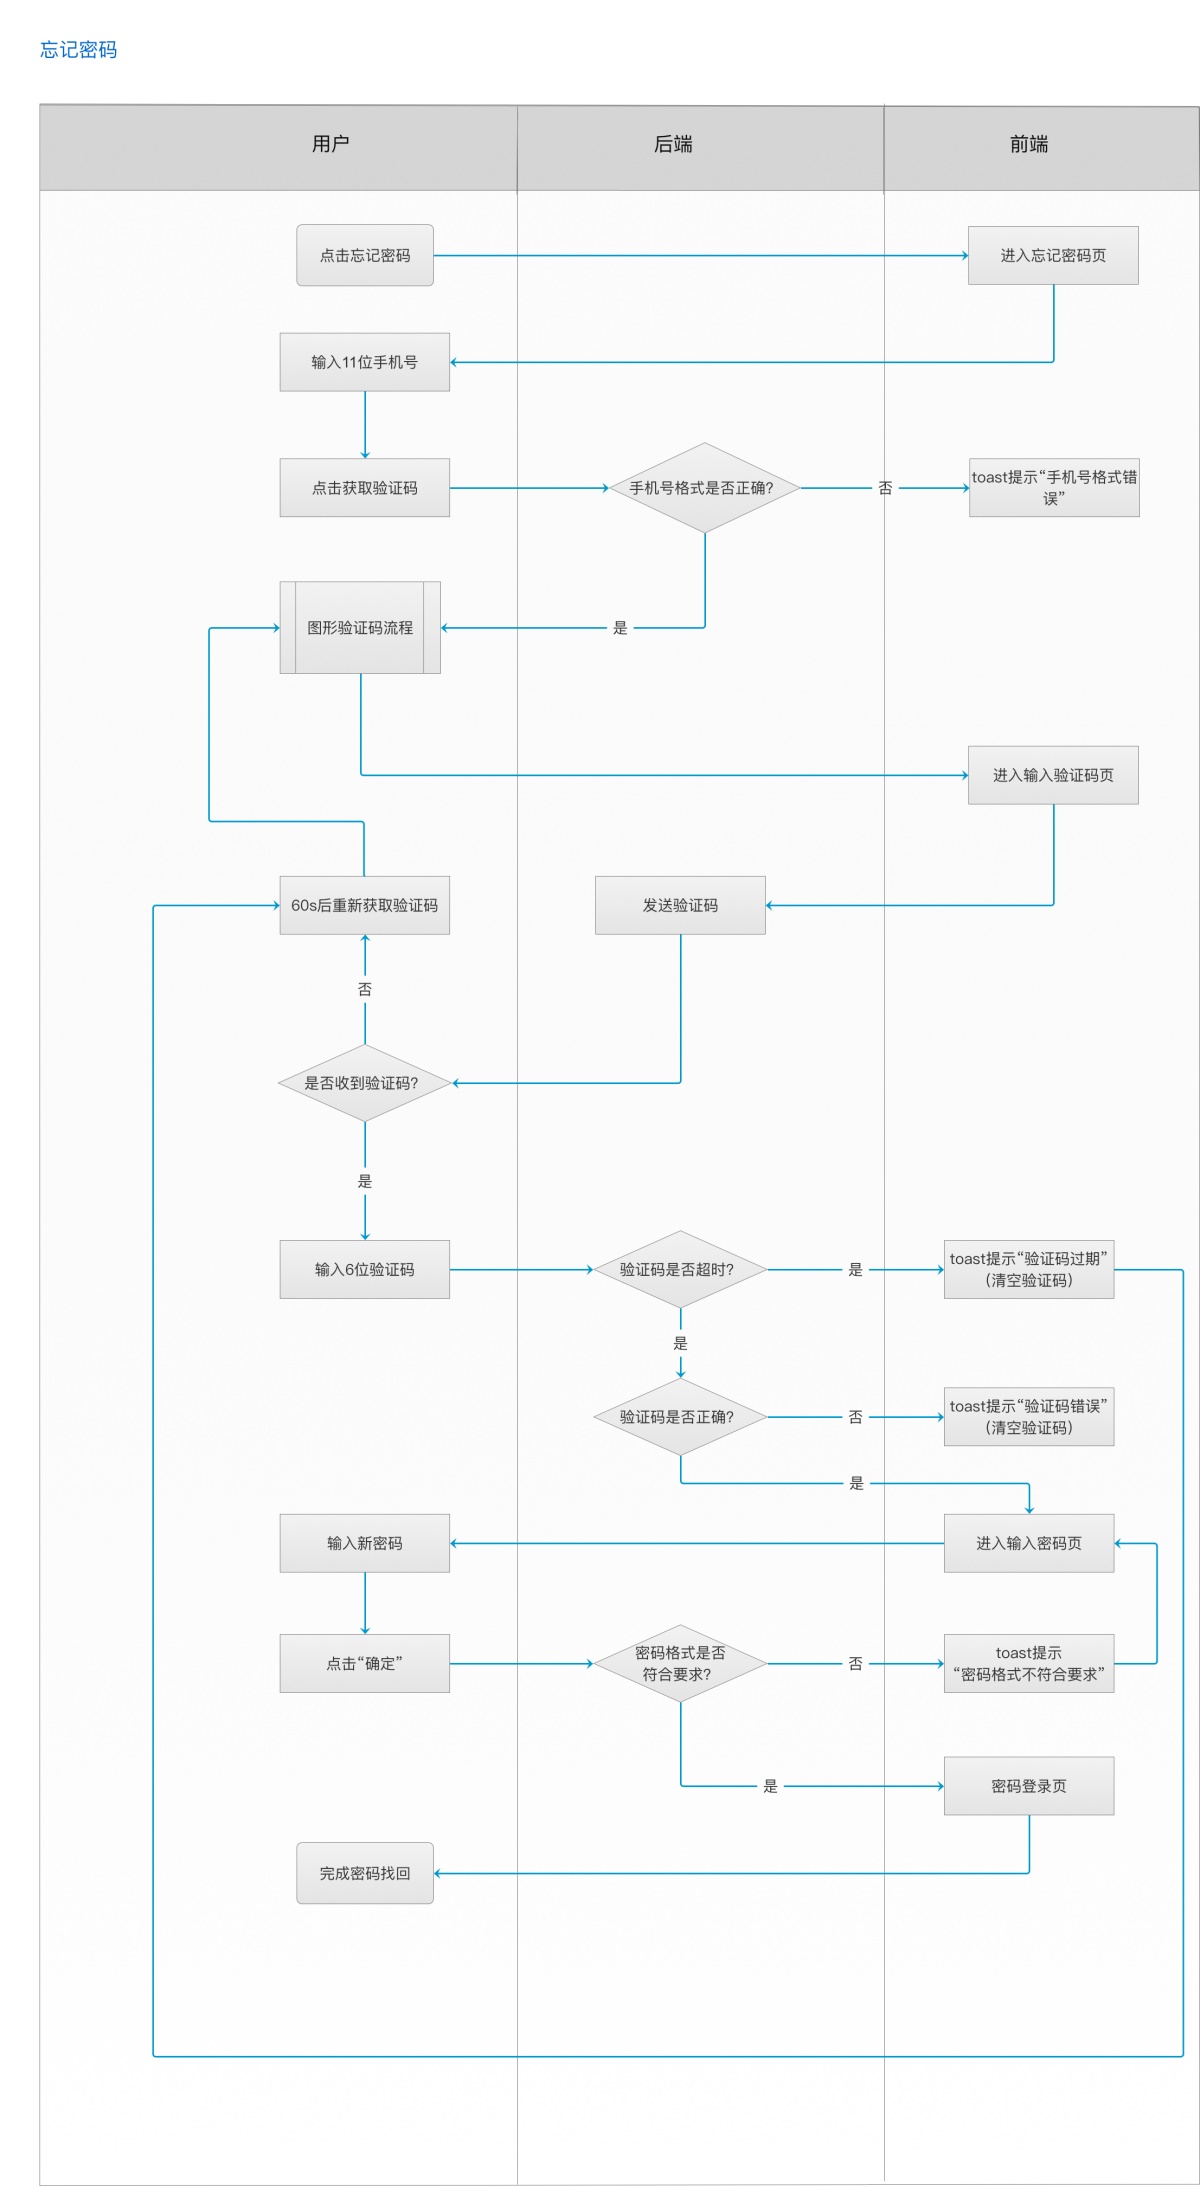 忘记密码
用户
后端
前端
点击忘记密码
进入忘记密码页
输入11位手机号
点击获取验证码
手机号格式是否正确?
否
toast提示“手机号格式错
误”
图形验证码流程
是
进入输入验证码页
60s后重新获取验证码
发送验证码
否
是否收到验证码?
是
输入6位验证码
验证码是否超时?
是
toast提示“验证码过期”
（清空验证码）
是
验证码是否正确?
否
toast提示“验证码错误”
（清空验证码）
是
输入新密码
进入输入密码页
点击“确定”
密码格式是否
符合要求?
否
toast提示
“密码格式不符合要求”
是
密码登录页
完成密码找回